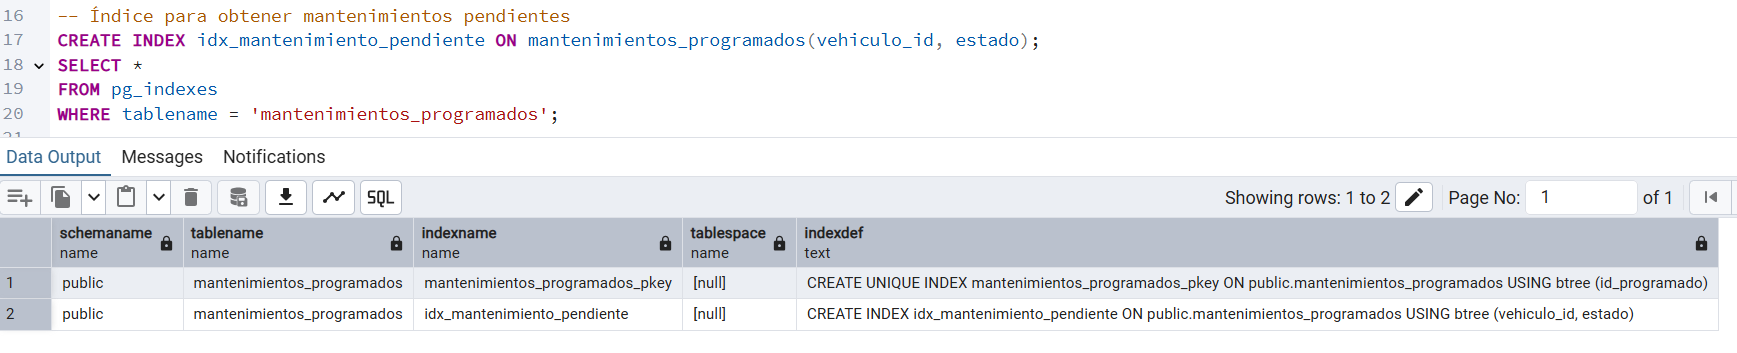 16 -- Índice para obtener mantenimientos pendientes
17 CREATE INDEX idx_mantenimiento_pendiente ON mantenimientos_programados(vehiculo_id, estado);
18 SELECT *
19 FROM pg_indexes
20 WHERE tablename = 'mantenimientos_programados';
21
Data Output Messages Notifications
SQL Showing rows: 1 to 2 Page No: 1 of 1
schemaname tablename indexname tablespace indexdef
name name name name text
1 public mantenimientos_programados mantenimientos_programados_pkey [null] CREATE UNIQUE INDEX mantenimientos_programados_pkey ON public.mantenimientos_programados USING btree (id_programado)
2 public mantenimientos_programados idx_mantenimiento_pendiente [null] CREATE INDEX idx_mantenimiento_pendiente ON public.mantenimientos_programados USING btree (vehiculo_id, estado)